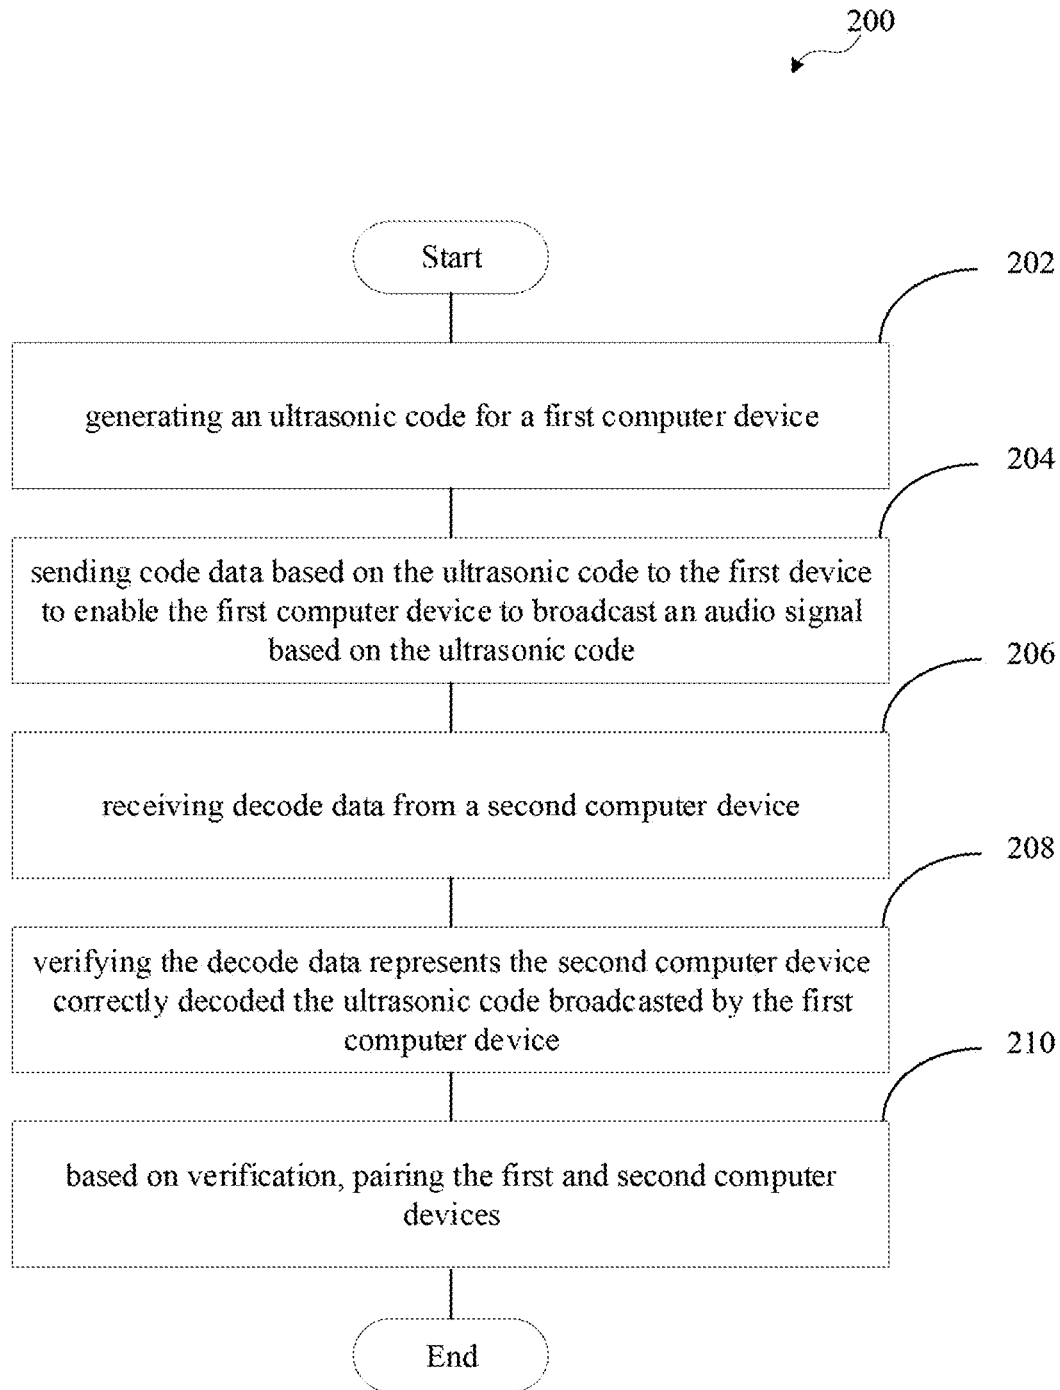 200
Start
202
generating an ultrasonic code for a first computer device
204
sending code data based on the ultrasonic code to the first device
to enable the first computer device to broadcast an audio signal
based on the ultrasonic code
206
receiving decode data from a second computer device
208
verifying the decode data represents the second computer device
correctly decoded the ultrasonic code broadcasted by the first
computer device
210
based on verification, pairing the first and second computer
devices
End